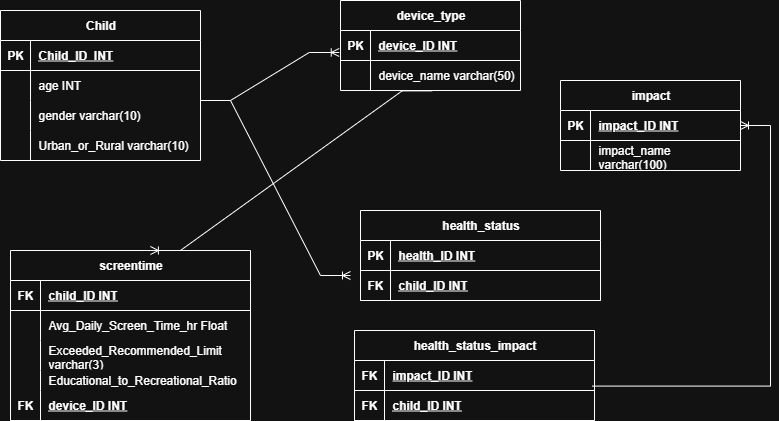 Child
PK Child_ID INT
age INT
gender varchar(10)
Urban_or_Rural varchar(10)
device_type
PK device_ID INT
device_name varchar(50)
impact
PK impact_ID INT
impact_name
varchar(100)
health_status
PK health_ID INT
FK child_ID INT
screentime
FK child_ID INT
Avg_Daily_Screen_Time_hr Float
Exceeded_Recommended_Limit
varchar(3)
Educational_to_Recreational_Ratio
FK device_ID INT
health_status_impact
FK impact_ID INT
FK child_ID INT